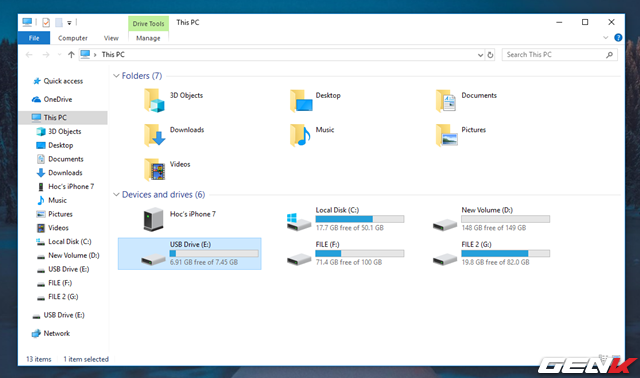 Drive Tools
This PC
File
Computer
View
Manage
This PC
Search This PC
Quick access
OneDrive
This PC
3D Objects
Desktop
Documents
Downloads
Hoc's iPhone 7
Music
Pictures
Videos
Local Disk (C:)
New Volume (D:)
USB Drive (E:)
FILE (F:)
FILE 2 (G:)
USB Drive (E:)
Network
Folders (7)
3D Objects
Desktop
Documents
Downloads
Music
Pictures
Videos
Devices and drives (6)
Hoc's iPhone 7
Local Disk (C:)
17.7 GB free of 50.1 GB
New Volume (D:)
148 GB free of 149 GB
USB Drive (E:)
6.91 GB free of 7.45 GB
FILE (F:)
71.4 GB free of 100 GB
FILE 2 (G:)
19.8 GB free of 82.0 GB
13 items
1 item selected
GENK